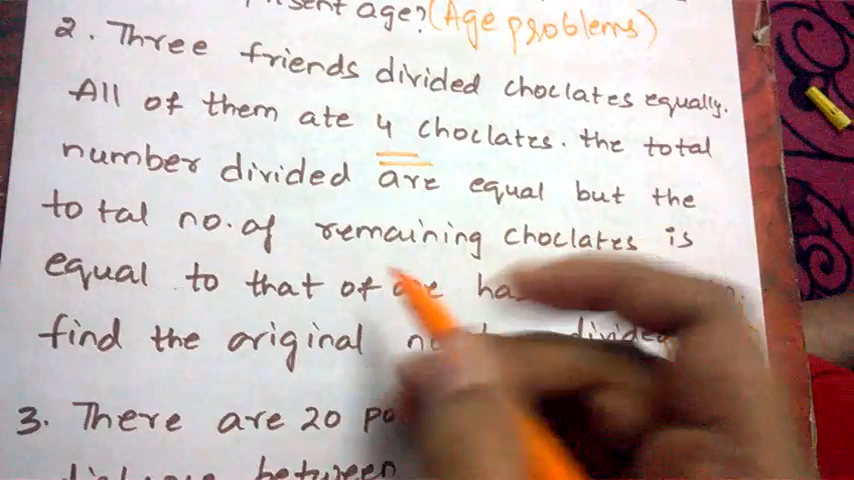 age? (Age problems)
2. Three friends divided choclates equally.
All of them ate 4 choclates. the total
number divided are equal but the
total no. of remaining choclates is
equal to that of
find the original
3. There are 20
between